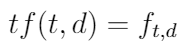 tf(t, d) = f_{t,d}